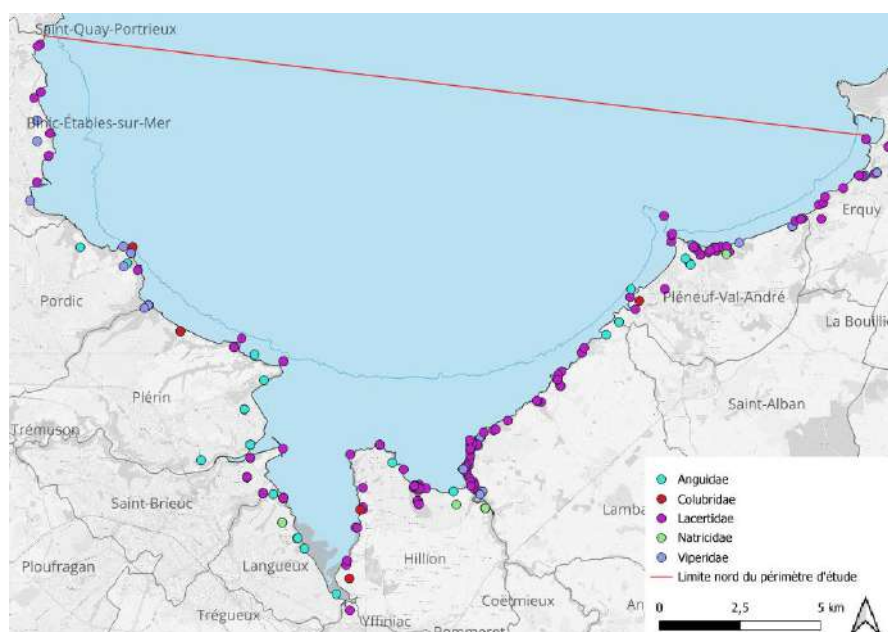 Saint-Quay-Portrieux
Binic-Étables-sur-Mer
Erquy
Pordic
Pléneuf-Val-André
La Bouillie
Plérin
Saint-Alban
Trémuson
Saint-Brieuc
Ploufragan
Langueux
Hillion
Trégueux
Yffiniac
Coëtmieux
Anguidae
Colubridae
Lacertidae
Natricidae
Viperidae
Limite nord du périmètre d'étude
0 2,5 5 km